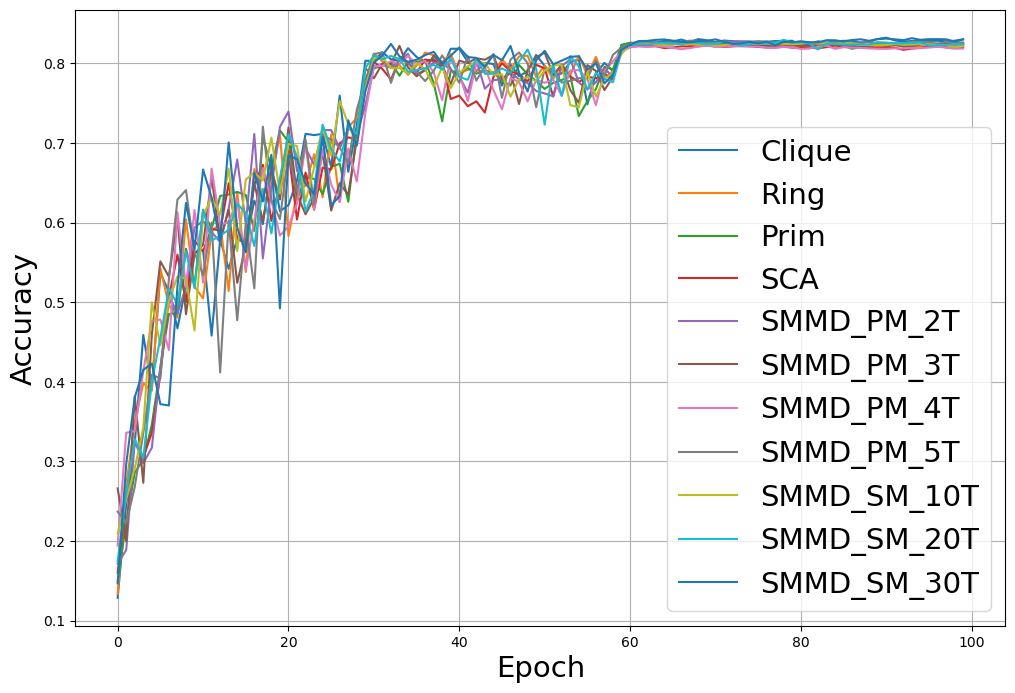 0.8
0.7
0.6
0.5
0.4
0.3
0.2
0.1
Accuracy
0
20
40
60
80
100
Epoch
Clique
Ring
Prim
SCA
SMMD_PM_2T
SMMD_PM_3T
SMMD_PM_4T
SMMD_PM_5T
SMMD_SM_10T
SMMD_SM_20T
SMMD_SM_30T